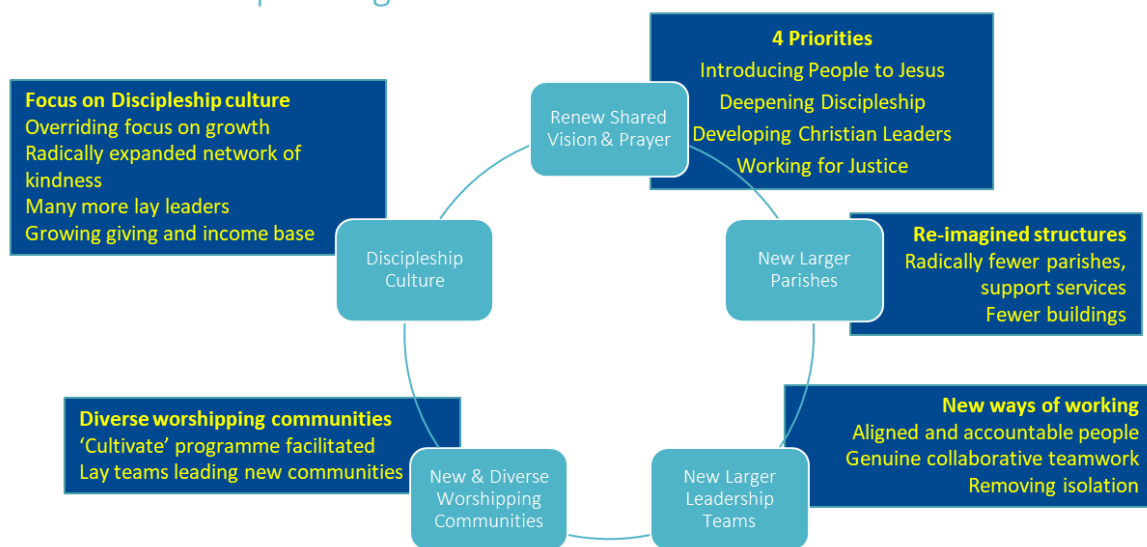 4 Priorities
Introducing People to Jesus
Deepening Discipleship
Developing Christian Leaders
Working for Justice
Renew Shared
Vision & Prayer
Focus on Discipleship culture
Overriding focus on growth
Radically expanded network of
kindness
Many more lay leaders
Growing giving and income base
Discipleship
Culture
New Larger
Parishes
Re-imagined structures
Radically fewer parishes,
support services
Fewer buildings
Diverse worshipping communities
‘Cultivate’ programme facilitated
Lay teams leading new communities
New & Diverse
Worshipping
Communities
New Larger
Leadership
Teams
New ways of working
Aligned and accountable people
Genuine collaborative teamwork
Removing isolation